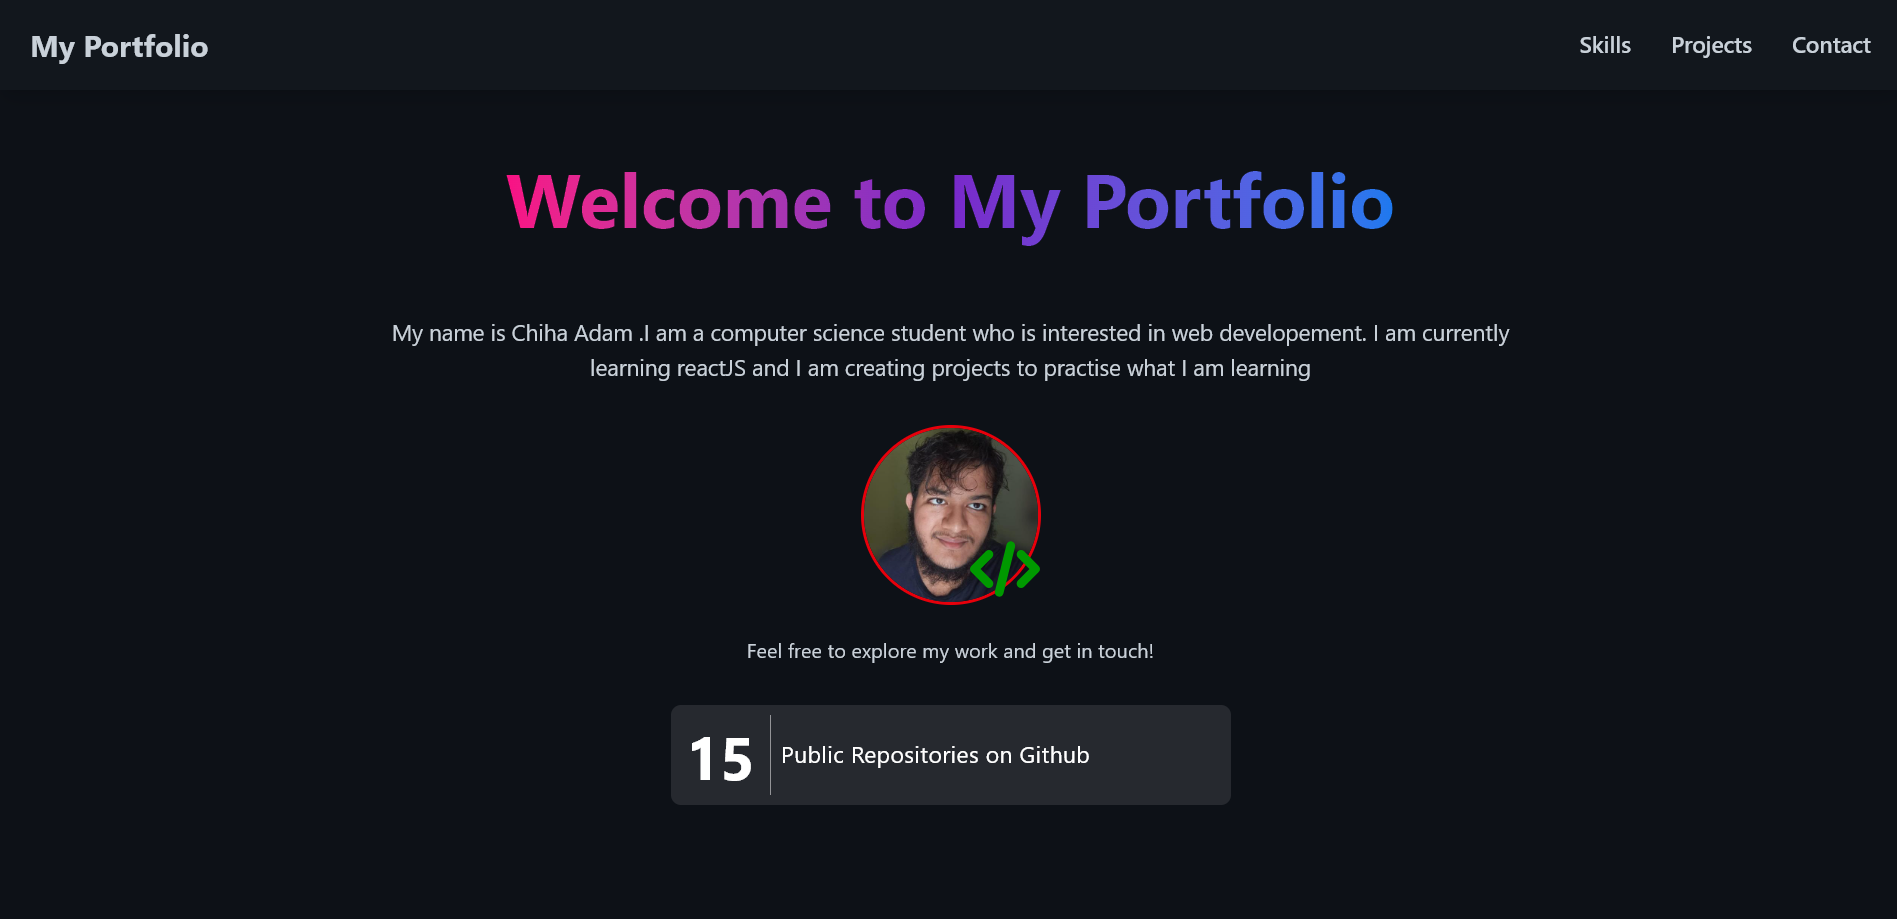 My Portfolio
Skills Projects Contact
Welcome to My Portfolio
My name is Chiha Adam .I am a computer science student who is interested in web developement. I am currently
learning reactJS and I am creating projects to practise what I am learning
</>
Feel free to explore my work and get in touch!
15 Public Repositories on Github